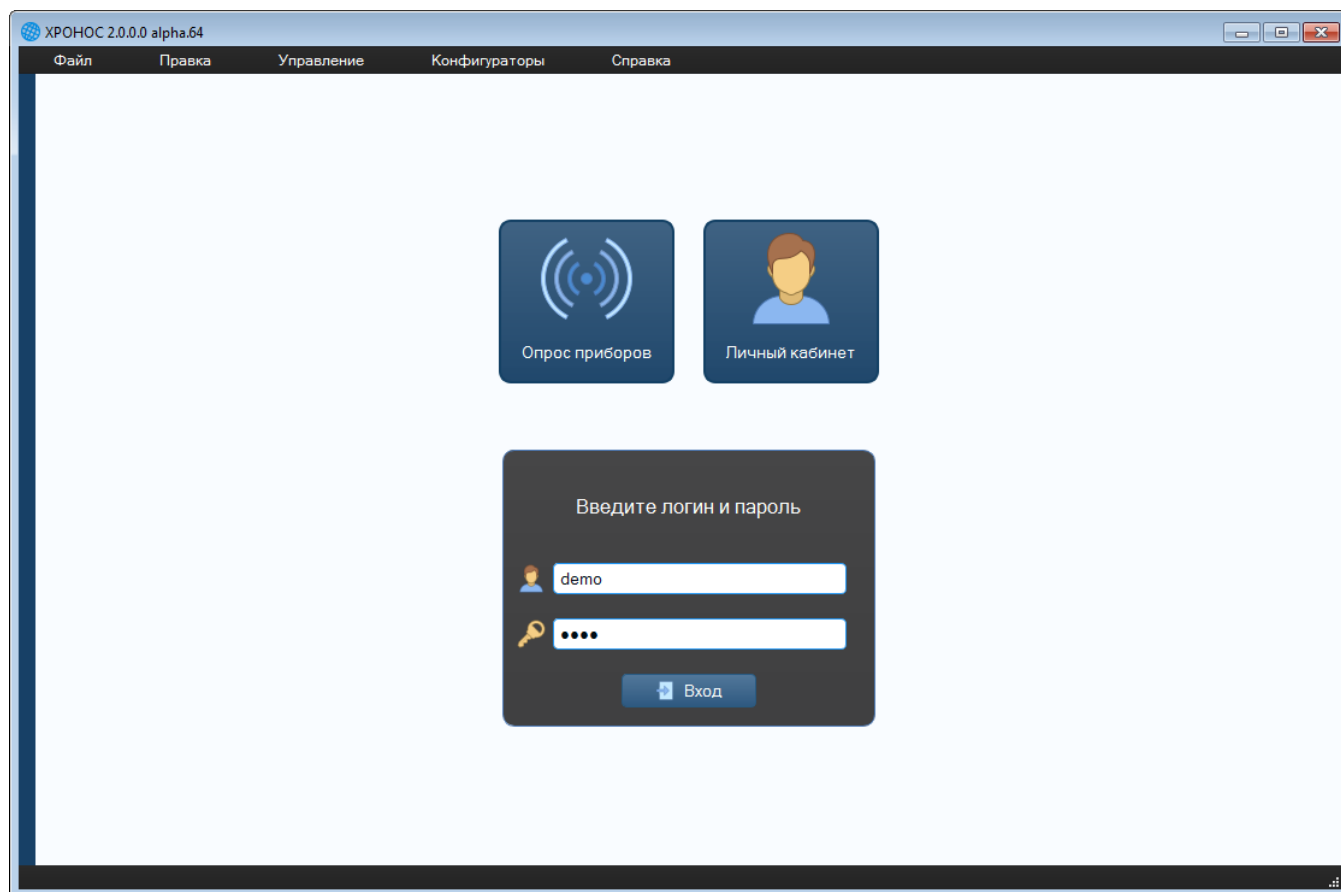 ХРОНОС 2.0.0.0 alpha.64
Файл Правка Управление Конфигураторы Справка
Опрос приборов Личный кабинет
Введите логин и пароль
demo
••••
Вход